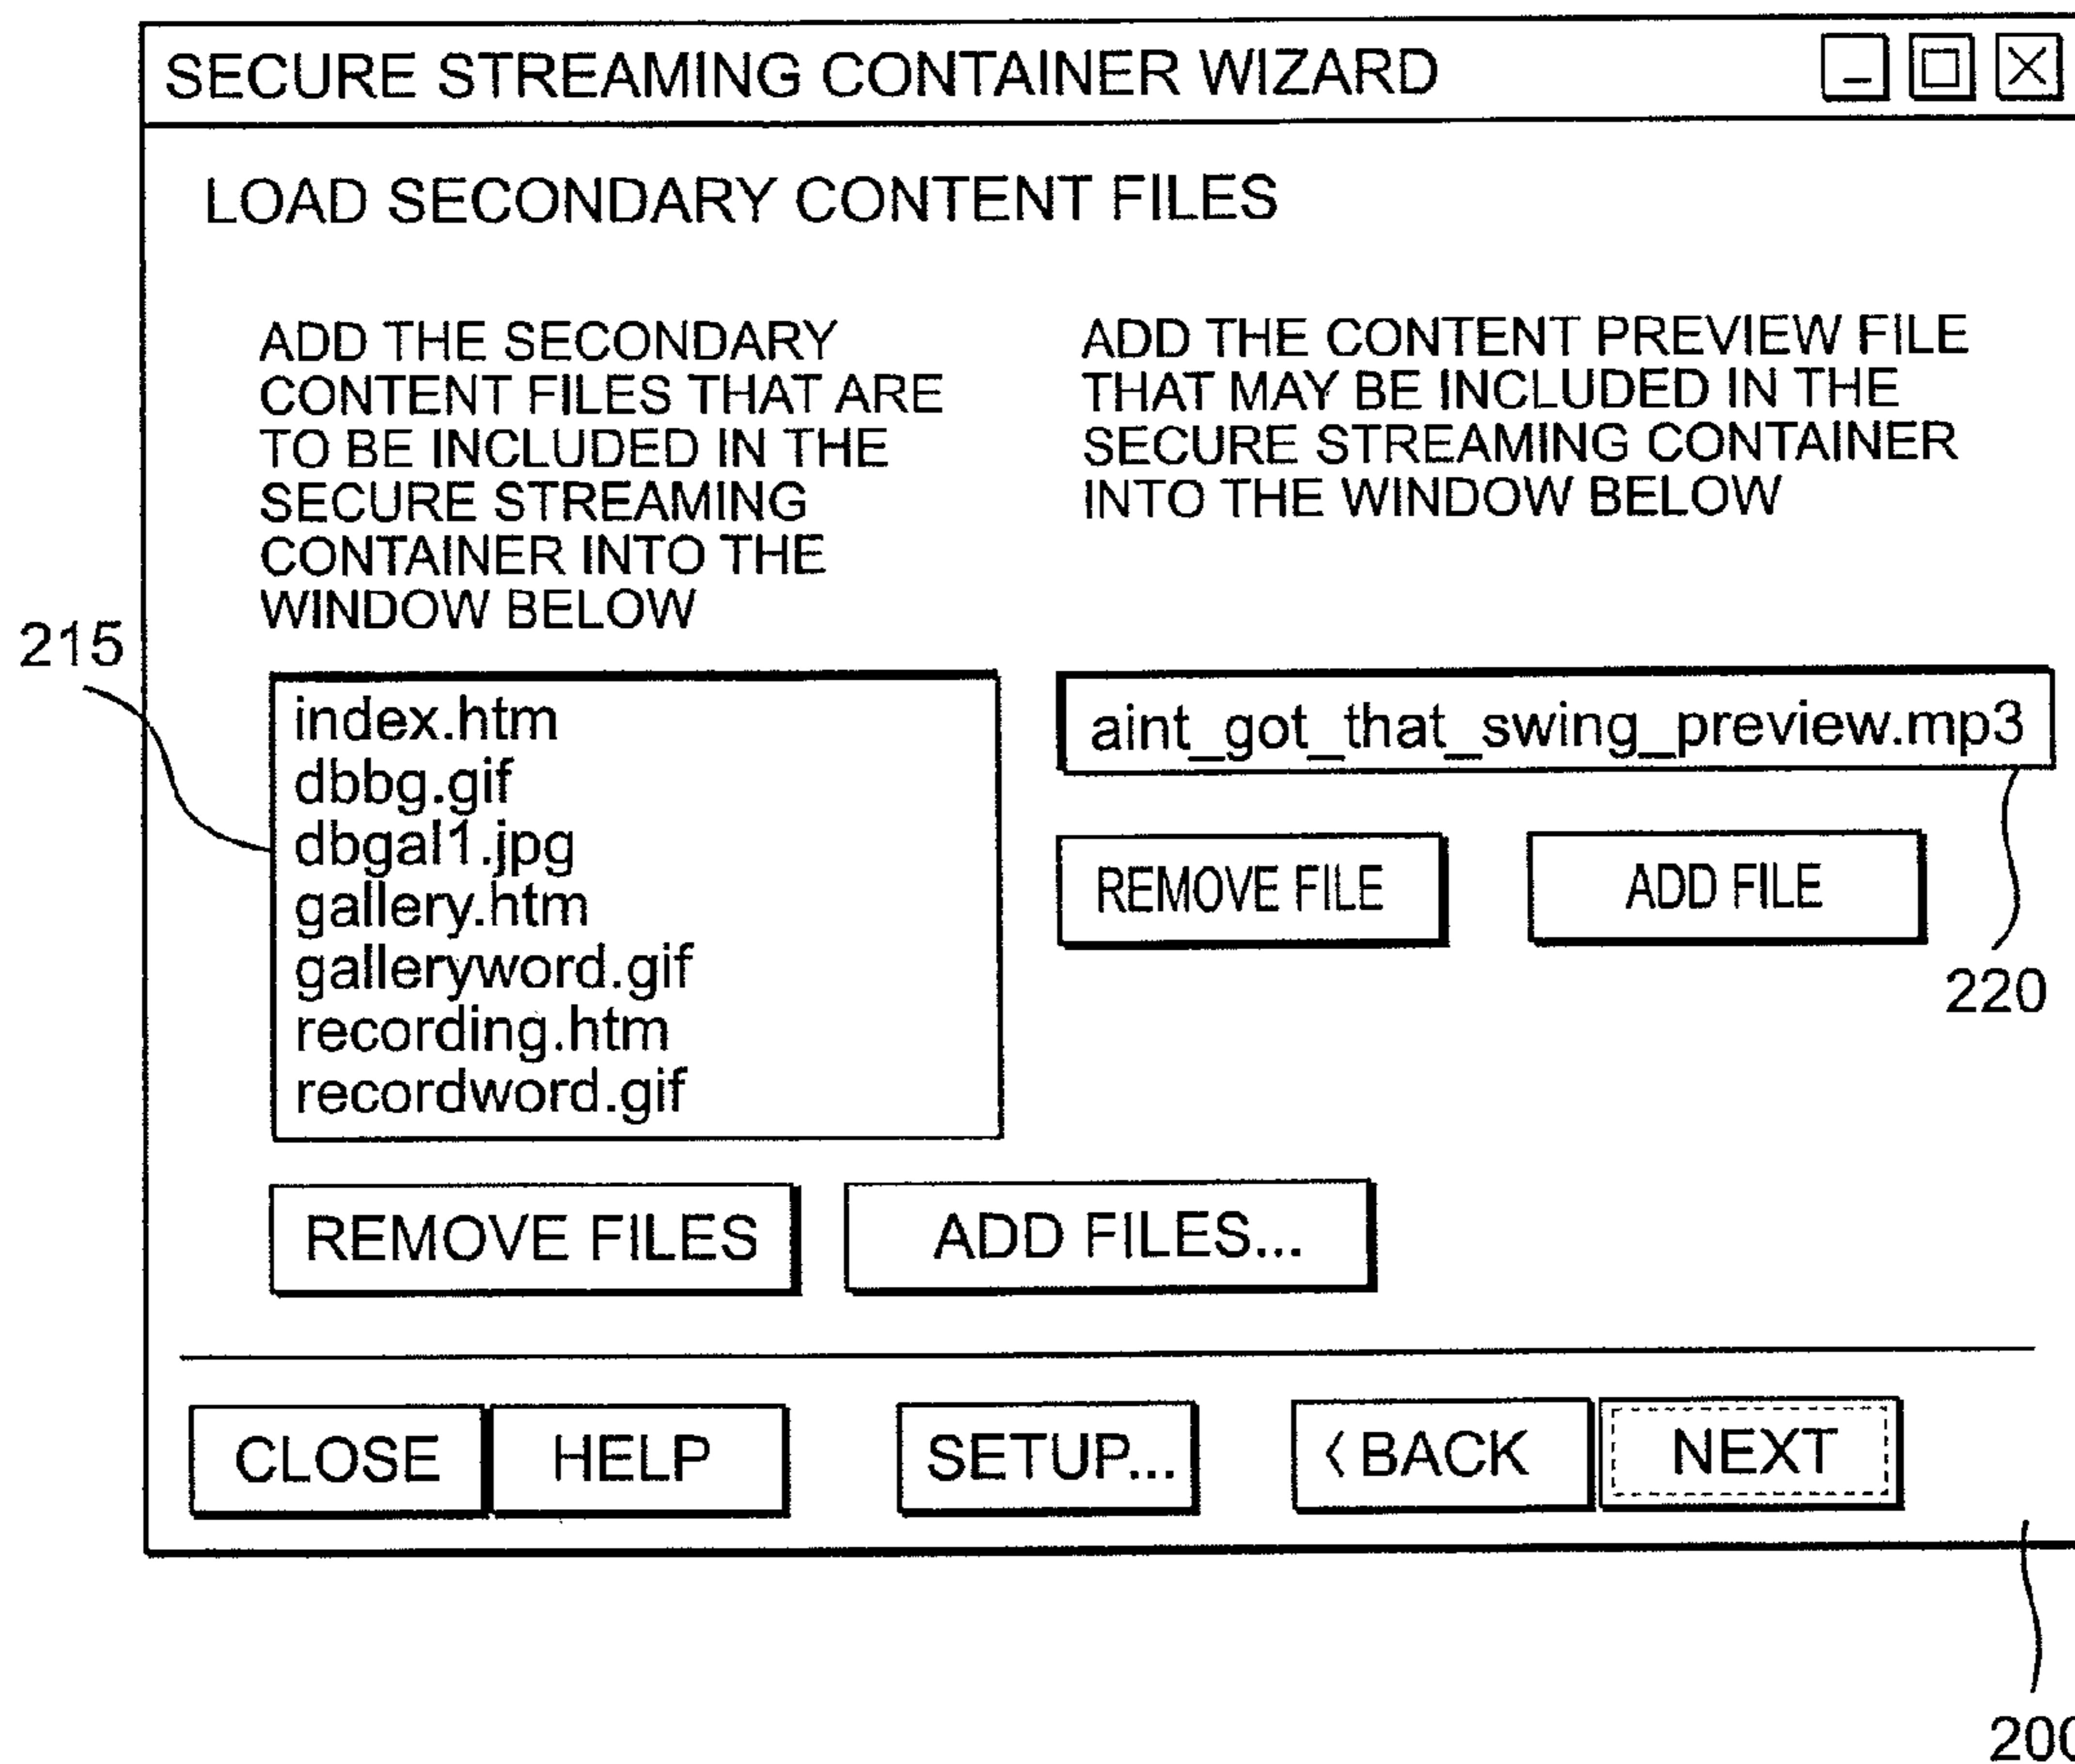 SECURE STREAMING CONTAINER WIZARD
LOAD SECONDARY CONTENT FILES
ADD THE SECONDARY
CONTENT FILES THAT ARE
TO BE INCLUDED IN THE
SECURE STREAMING
CONTAINER INTO THE
WINDOW BELOW
ADD THE CONTENT PREVIEW FILE
THAT MAY BE INCLUDED IN THE
SECURE STREAMING CONTAINER
INTO THE WINDOW BELOW
215
index.htm
dbbg.gif
dbgal1.jpg
gallery.htm
galleryword.gif
recording.htm
recordword.gif
aint_got_that_swing_preview.mp3
REMOVE FILE
ADD FILE
220
REMOVE FILES
ADD FILES...
CLOSE
HELP
SETUP...
<BACK
NEXT
200